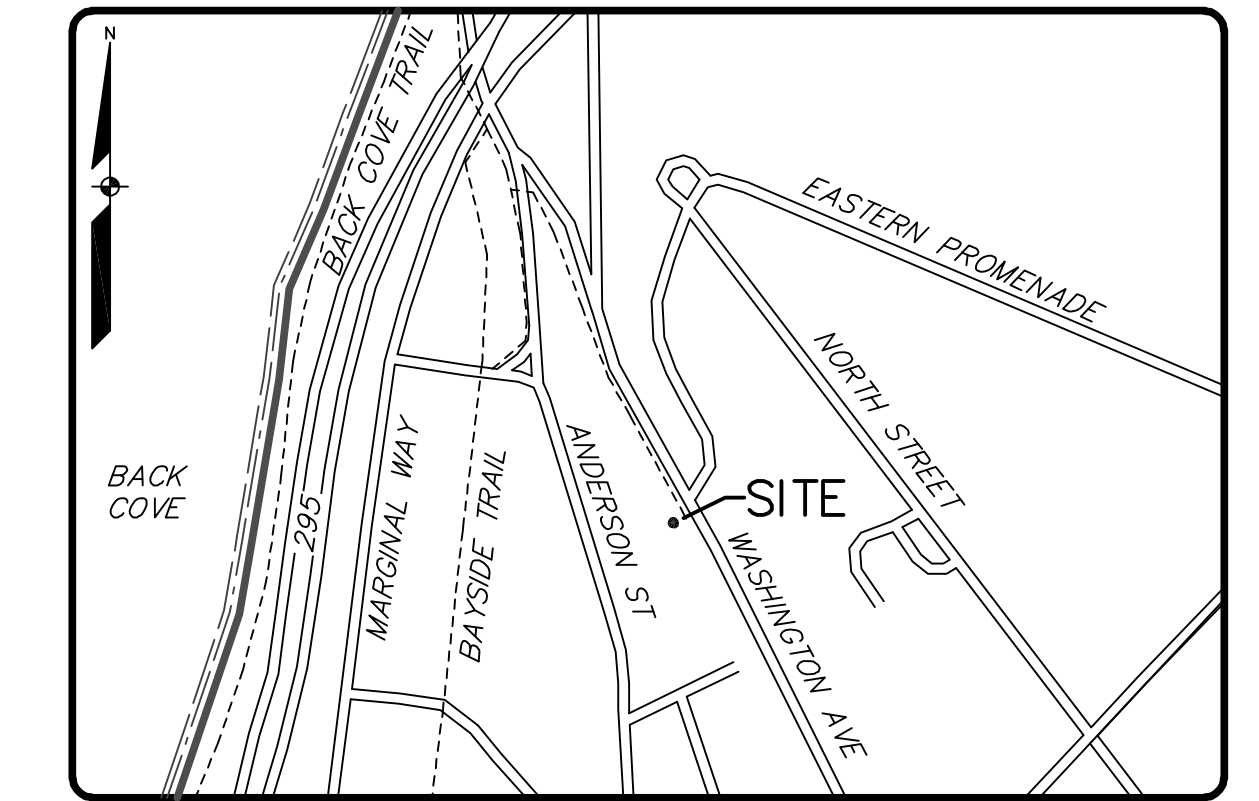 N
BACK COVE TRAIL
EASTERN PROMENADE
NORTH STREET
BACK
COVE
295
MARGINAL WAY
BAYSIDE TRAIL
ANDERSON ST
SITE
WASHINGTON AVE